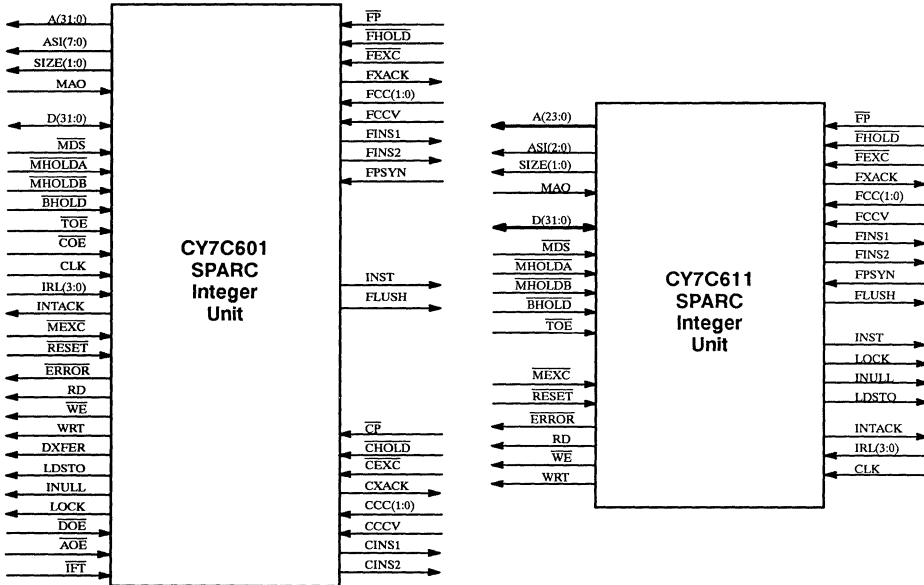 A(31:0)
ASI(7:0)
SIZE(1:0)
MAO
D(31:0)
MDS
MHOLDA
MHOLDB
BHOLD
TOE
COE
CLK
IRL(3:0)
INTACK
MEXC
RESET
ERROR
RD
WE
WRT
DXFER
LDSTO
INULL
LOCK
DOE
AOE
IFT
CY7C601
SPARC
Integer
Unit
FP
FHOLD
FEXC
FXACK
FCC(1:0)
FCCV
FINS1
FINS2
FPSYN
INST
FLUSH
CP
CHOLD
CEXC
CXACK
CCC(1:0)
CCCV
CINS1
CINS2
A(23:0)
ASI(2:0)
SIZE(1:0)
MAO
D(31:0)
MDS
MHOLDA
MHOLDB
BHOLD
TOE
MEXC
RESET
ERROR
RD
WE
WRT
CY7C611
SPARC
Integer
Unit
FP
FHOLD
FEXC
FXACK
FCC(1:0)
FCCV
FINS1
FINS2
FPSYN
FLUSH
INST
LOCK
INULL
LDSTO
INTACK
IRL(3:0)
CLK